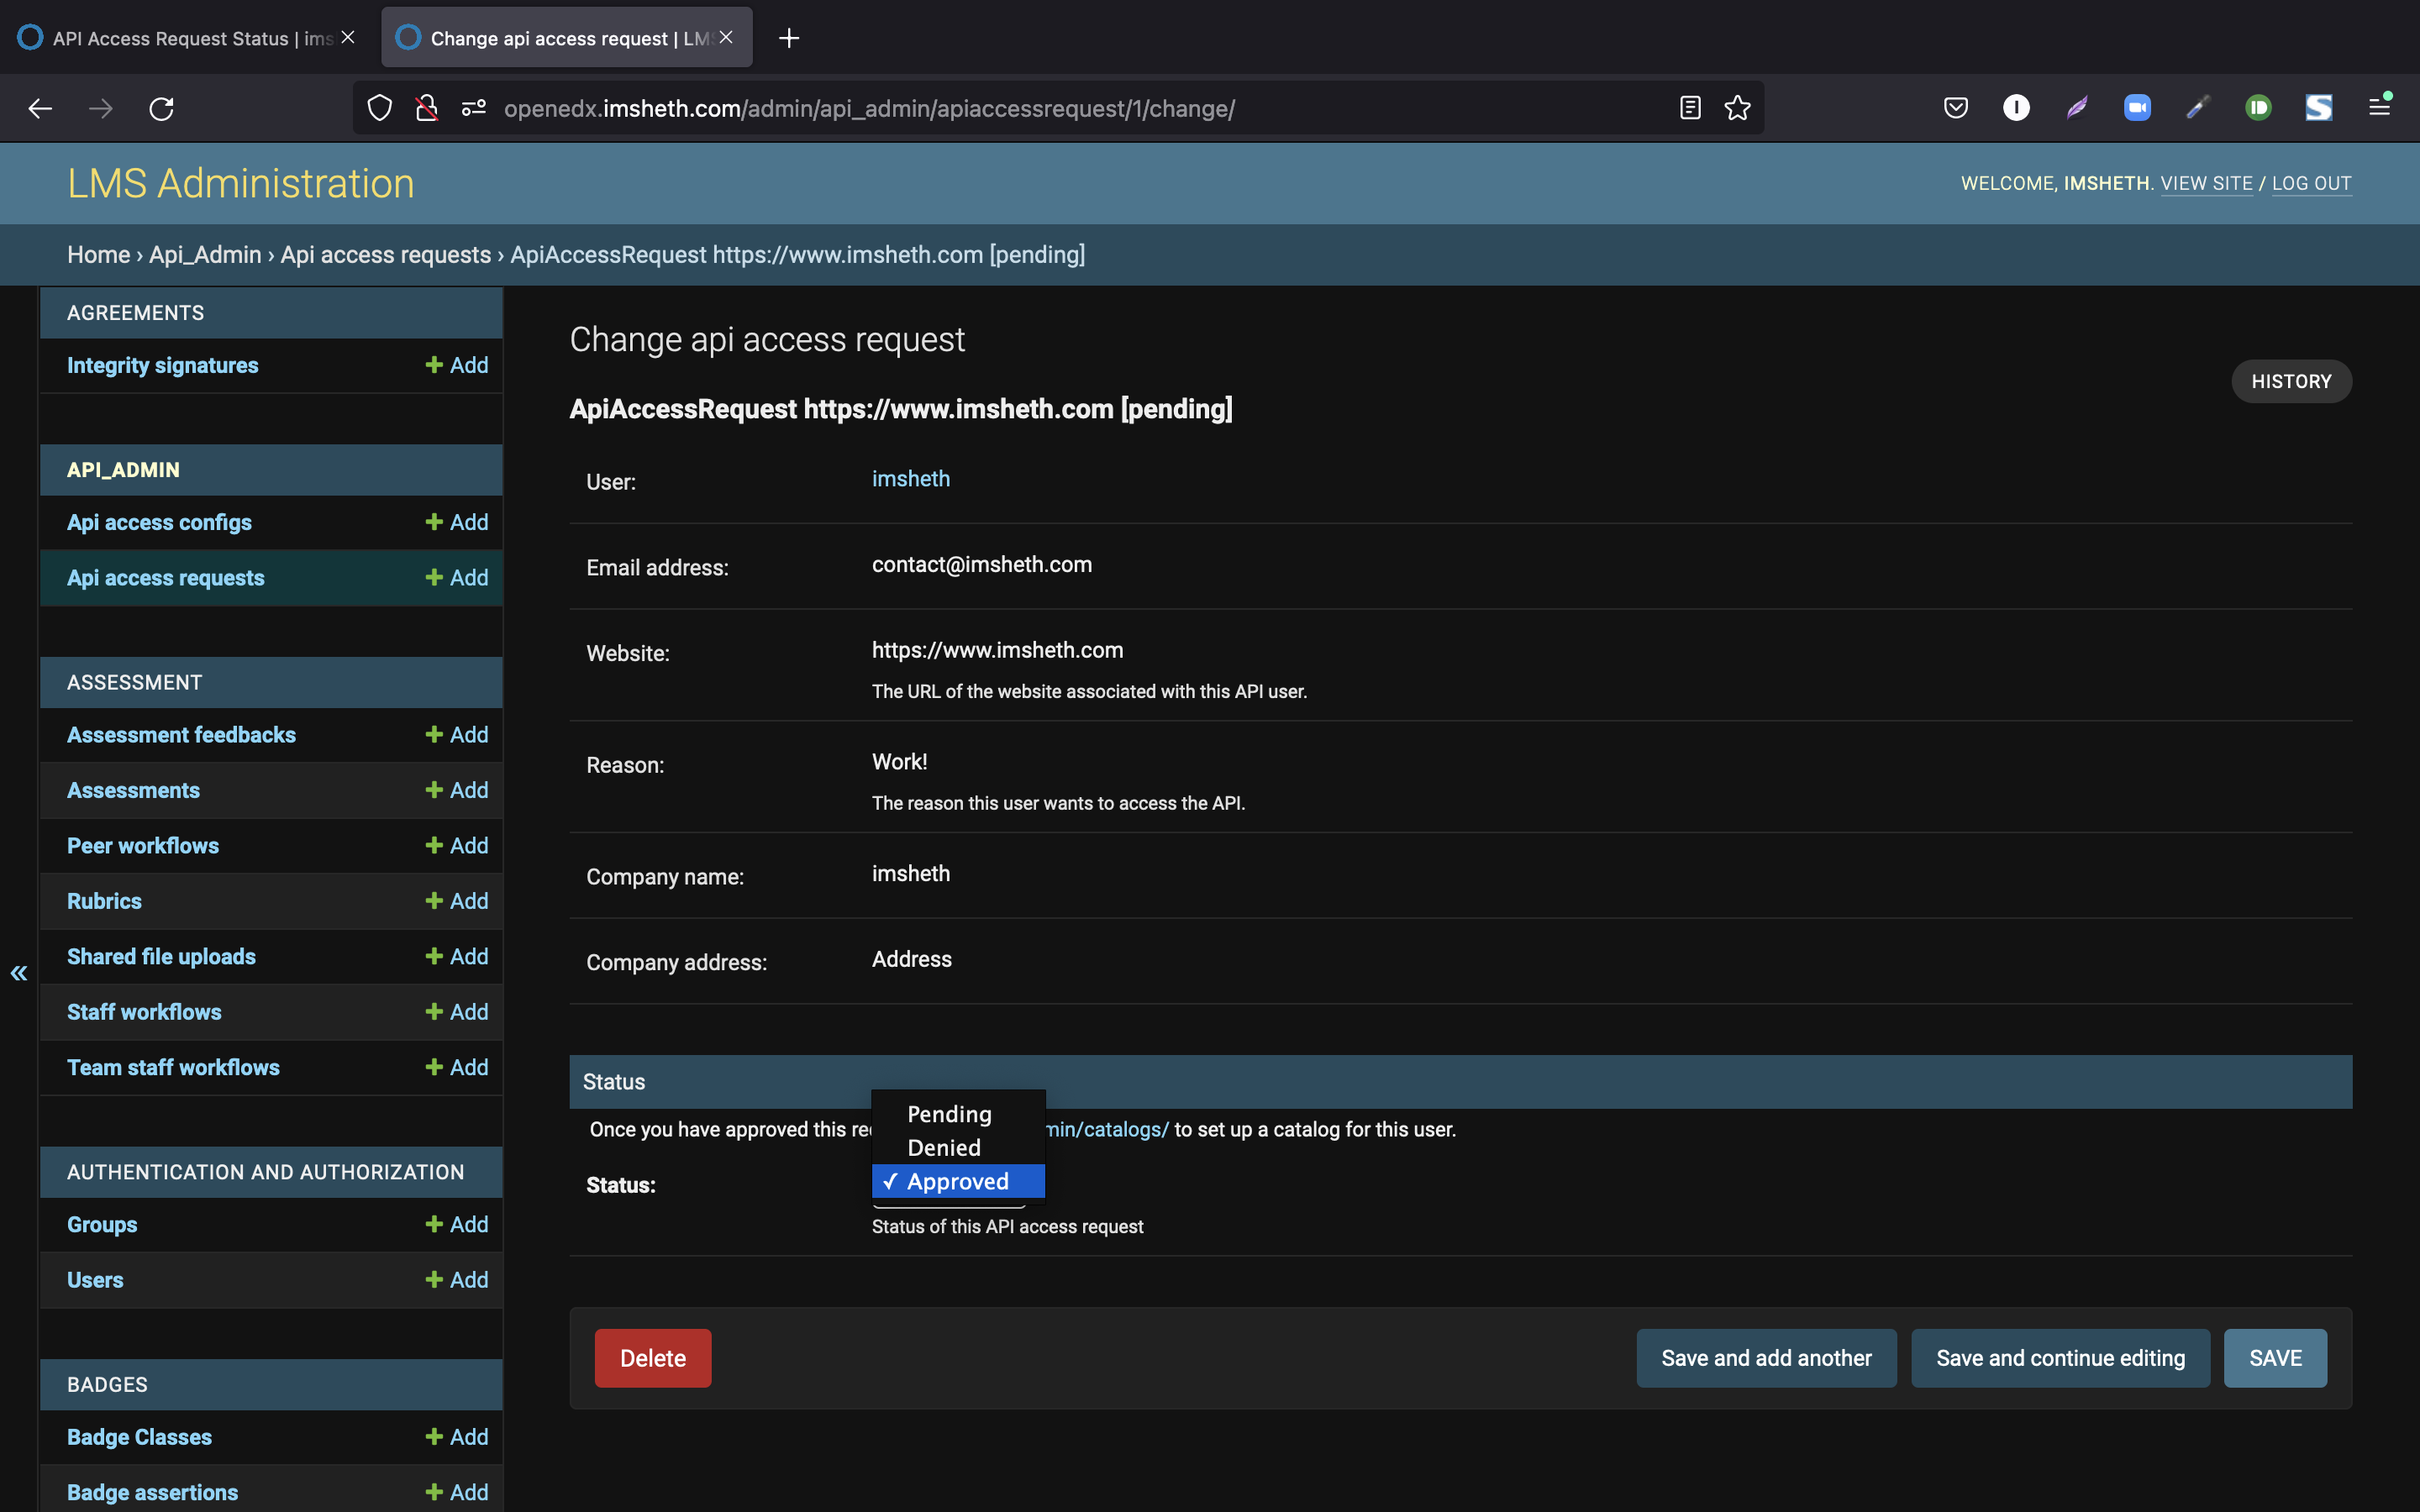 API Access Request Status | ims
Change api access request | LMS
openedx.imsheth.com/admin/api_admin/apiaccessrequest/1/change/
LMS Administration
WELCOME, IMSHETH. VIEW SITE / LOG OUT
Home › Api_Admin › Api access requests › ApiAccessRequest https://www.imsheth.com [pending]
AGREEMENTS
Integrity signatures Add
API_ADMIN
Api access configs Add
Api access requests Add
ASSESSMENT
Assessment feedbacks Add
Assessments Add
Peer workflows Add
Rubrics Add
Shared file uploads Add
Staff workflows Add
Team staff workflows Add
AUTHENTICATION AND AUTHORIZATION
Groups Add
Users Add
BADGES
Badge Classes Add
Badge assertions Add
«
Change api access request
HISTORY
ApiAccessRequest https://www.imsheth.com [pending]
User: imsheth
Email address: contact@imsheth.com
Website: https://www.imsheth.com
The URL of the website associated with this API user.
Reason: Work!
The reason this user wants to access the API.
Company name: imsheth
Company address: Address
Status
Once you have approved this re min/catalogs/ to set up a catalog for this user.
Pending
Denied
Status: ✓ Approved
Status of this API access request
Delete
Save and add another
Save and continue editing
SAVE